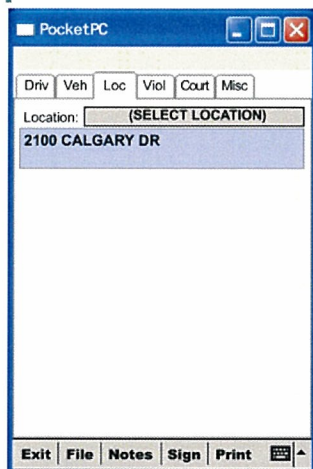 PocketPC
Driv Veh Loc Viol Court Misc
Location: (SELECT LOCATION)
2100 CALGARY DR
Exit File Notes Sign Print